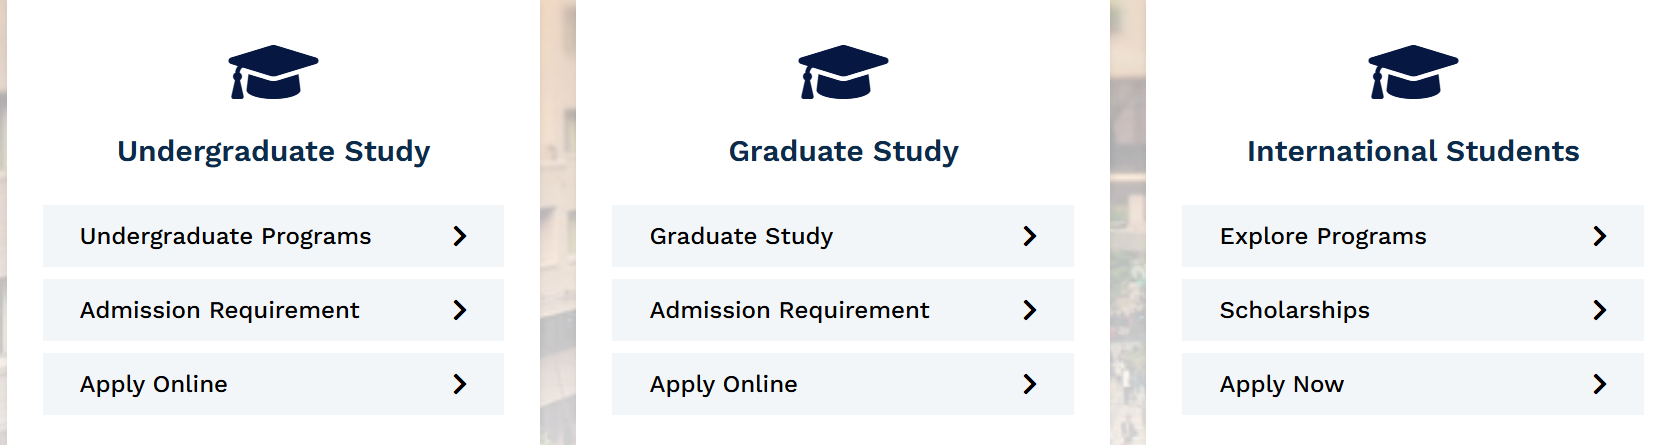 Undergraduate Study
Undergraduate Programs
Admission Requirement
Apply Online
Graduate Study
Graduate Study
Admission Requirement
Apply Online
International Students
Explore Programs
Scholarships
Apply Now